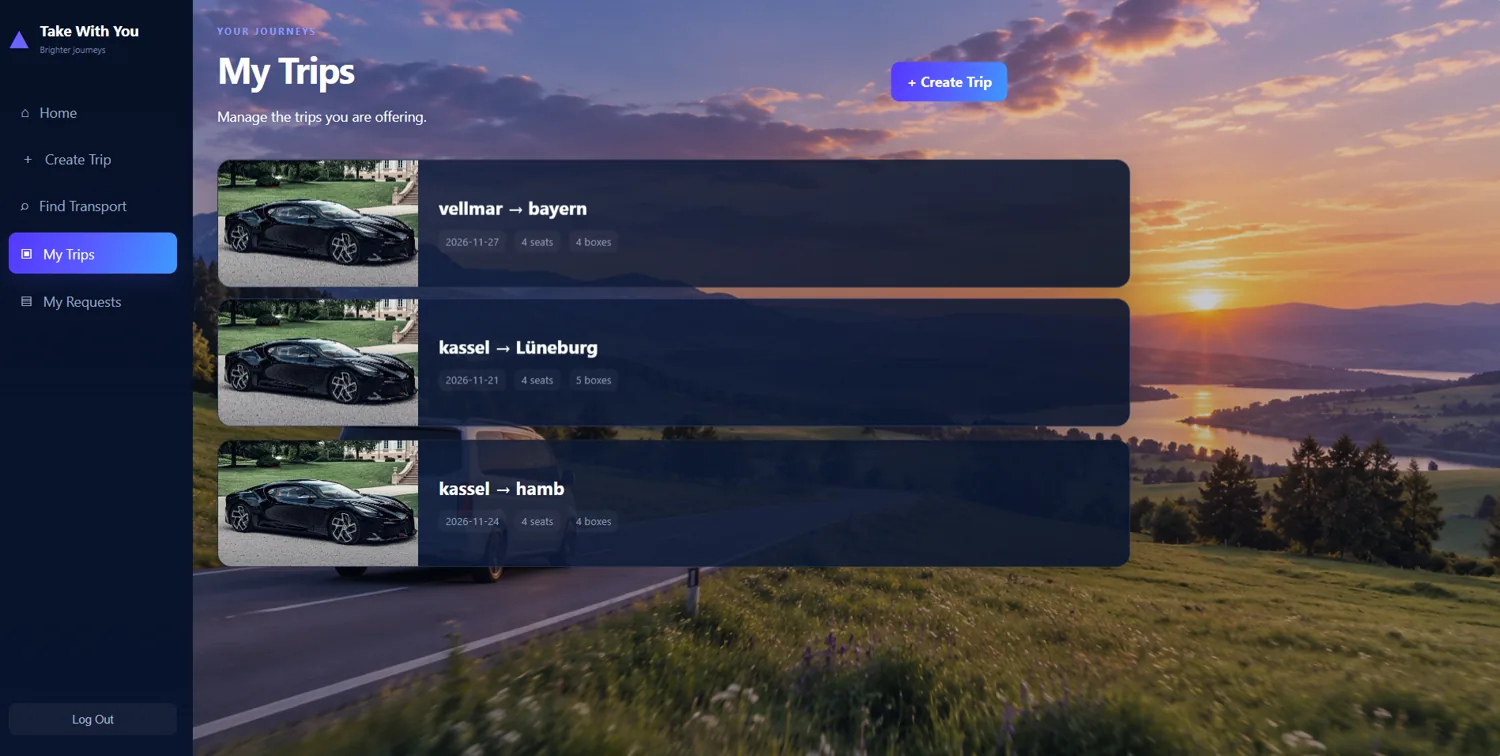 Take With You
Brighter journeys
Home
+ Create Trip
Find Transport
My Trips
My Requests
Log Out
YOUR JOURNEYS
My Trips
Manage the trips you are offering.
+ Create Trip
vellmar → bayern
2026-11-27 4 seats 4 boxes
kassel → Lüneburg
2026-11-21 4 seats 5 boxes
kassel → hamb
2026-11-24 4 seats 4 boxes